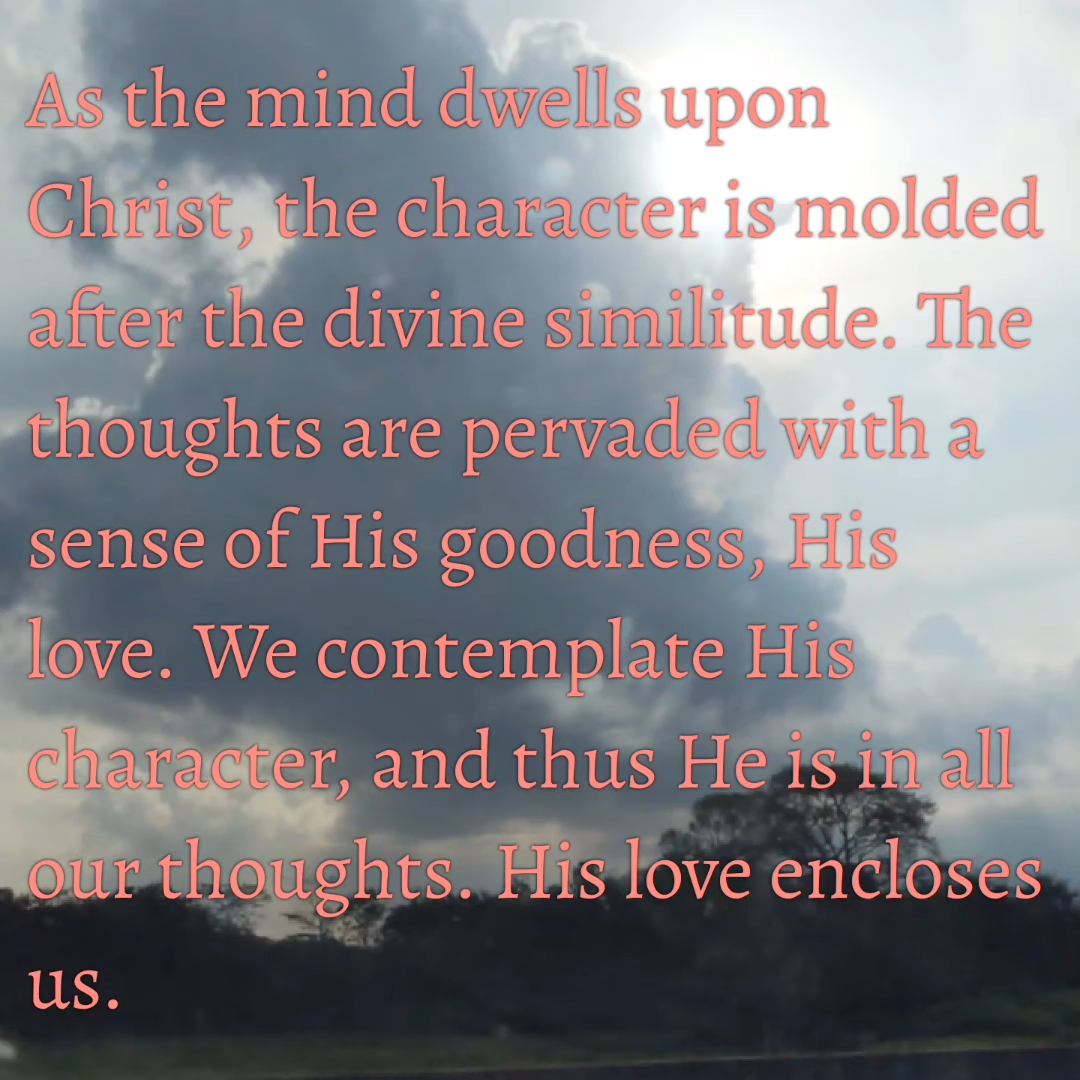 As the mind dwells upon
Christ, the character is molded
after the divine similitude. The
thoughts are pervaded with a
sense of His goodness, His
love. We contemplate His
character, and thus He is in all
our thoughts. His love encloses
us.